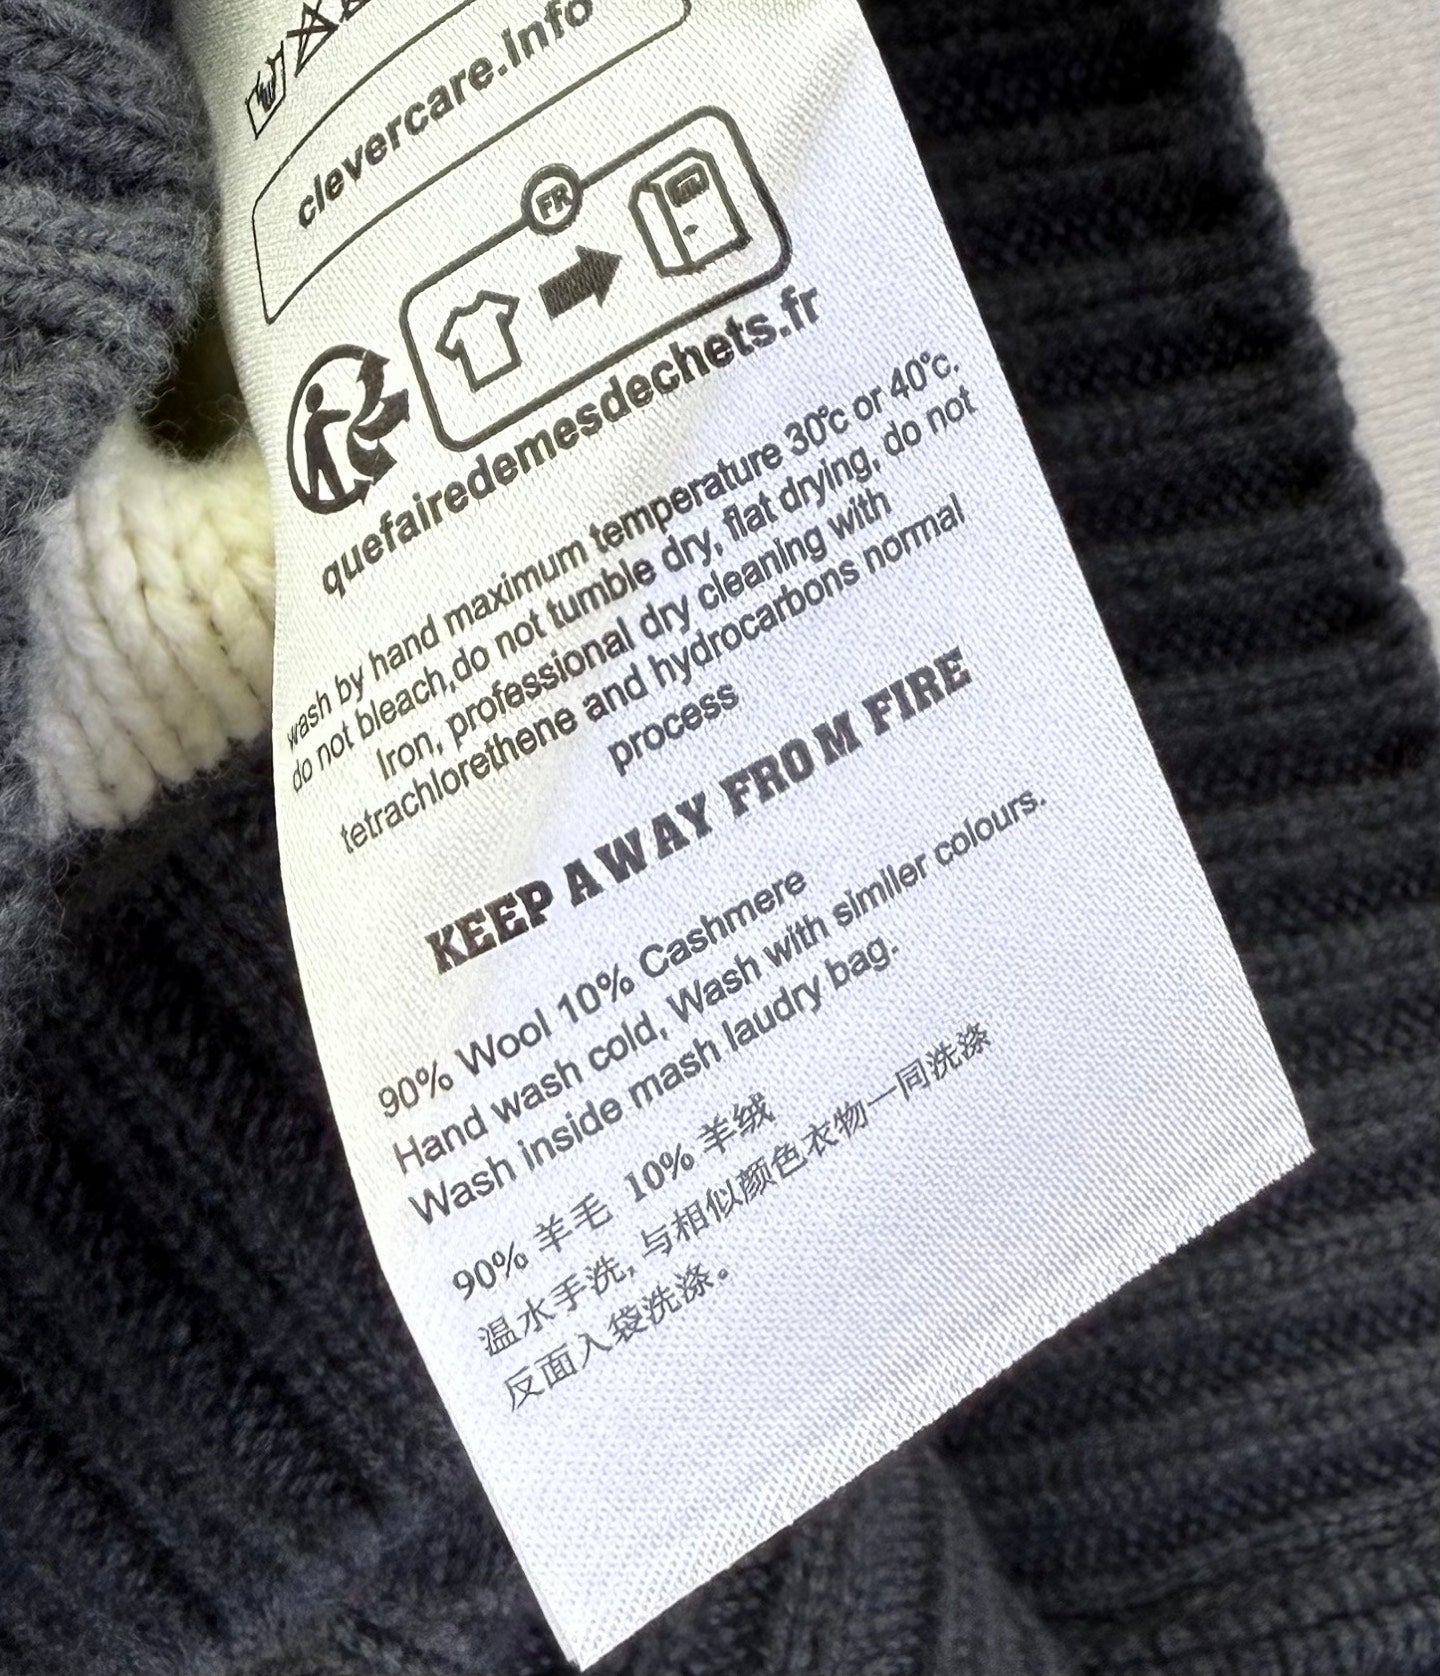 clevercare.info
FR
quefairedemesdechets.fr
wash by hand maximum temperature 30°c or 40°c.
do not bleach,do not tumble dry, flat drying, do not
Iron, professional dry cleaning with
tetrachlorethene and hydrocarbons normal
process
KEEP AWAY FROM FIRE
90% Wool 10% Cashmere
Hand wash cold, Wash with similer colours.
Wash inside mash laudry bag.
90% 羊毛 10% 羊绒
温水手洗, 与相似颜色衣物一同洗涤
反面入袋洗涤。